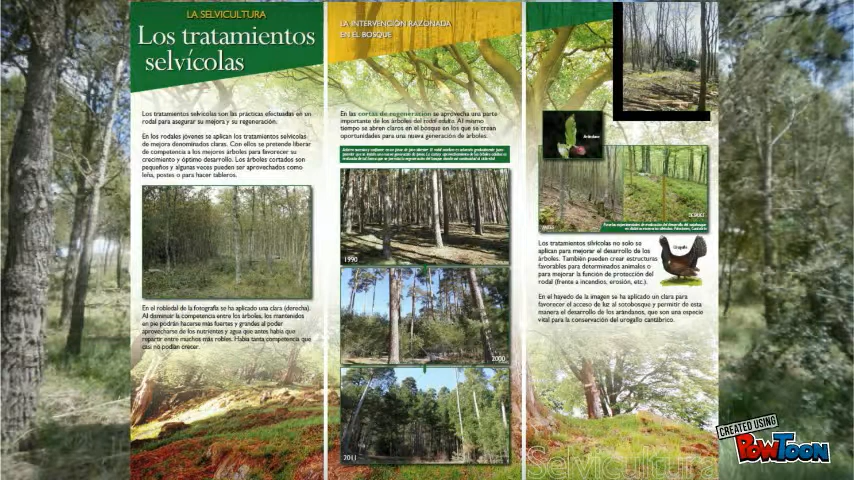 LA SELVICULTURA
Los tratamientos
selvícolas
Los tratamientos selvícolas son las prácticas efectuadas en un
rodal para asegurar su mejora y su regeneración.
En los rodales jóvenes se aplican los tratamientos selvícolas
de mejora denominados claras. Con ellos se pretende liberar
de competencia a los mejores árboles para favorecer su
crecimiento y óptimo desarrollo. Los árboles cortados son
pequeños y algunas veces pueden ser aprovechados como
leña, postes o para hacer tableros.
En el robledal de la fotografía se ha aplicado una clara (derecha).
Al disminuir la competencia entre los árboles, los mantenidos
en pie podrán hacerse más fuertes y grandes al poder
aprovecharse de los nutrientes y agua que antes había que
repartir entre muchos más robles. Había tanta competencia que
casi no podían crecer.
LA INTERVENCIÓN RAZONADA
EN EL BOSQUE
En las cortas de regeneración se aprovecha una parte
importante de los árboles del rodal adulto. Al mismo
tiempo se abren claros en el bosque en los que se crean
oportunidades para una nueva generación de árboles.
1990
2000
2011
Arándano
Los tratamientos silvícolas no solo se
aplican para mejorar el desarrollo de los
árboles. También pueden crear estructuras
favorables para determinados animales o
para mejorar la función de protección del
rodal (frente a incendios, erosión, etc.).
Urogallo
En el hayedo de la imagen se ha aplicado un clara para
favorecer el acceso de luz al sotobosque y permitir de esta
manera el desarrollo de los arándanos, que son una especie
vital para la conservación del urogallo cantábrico.
Selvicultura
CREATED USING
POWTOON